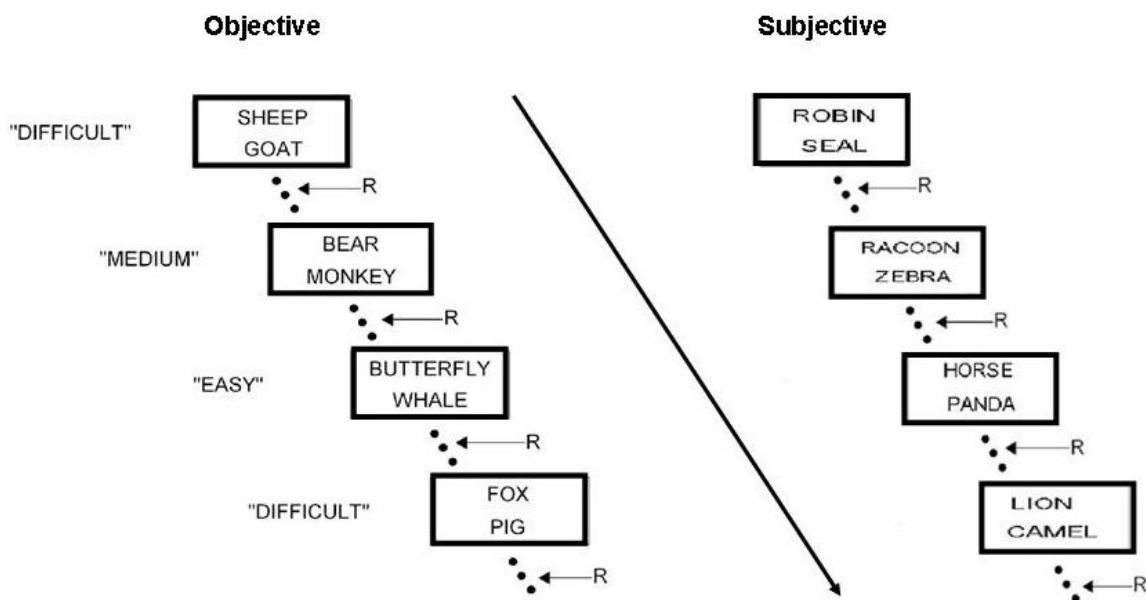 Objective
"DIFFICULT"
SHEEP
GOAT
R
"MEDIUM"
BEAR
MONKEY
R
"EASY"
BUTTERFLY
WHALE
R
"DIFFICULT"
FOX
PIG
R
Subjective
ROBIN
SEAL
R
RACOON
ZEBRA
R
HORSE
PANDA
R
LION
CAMEL
R